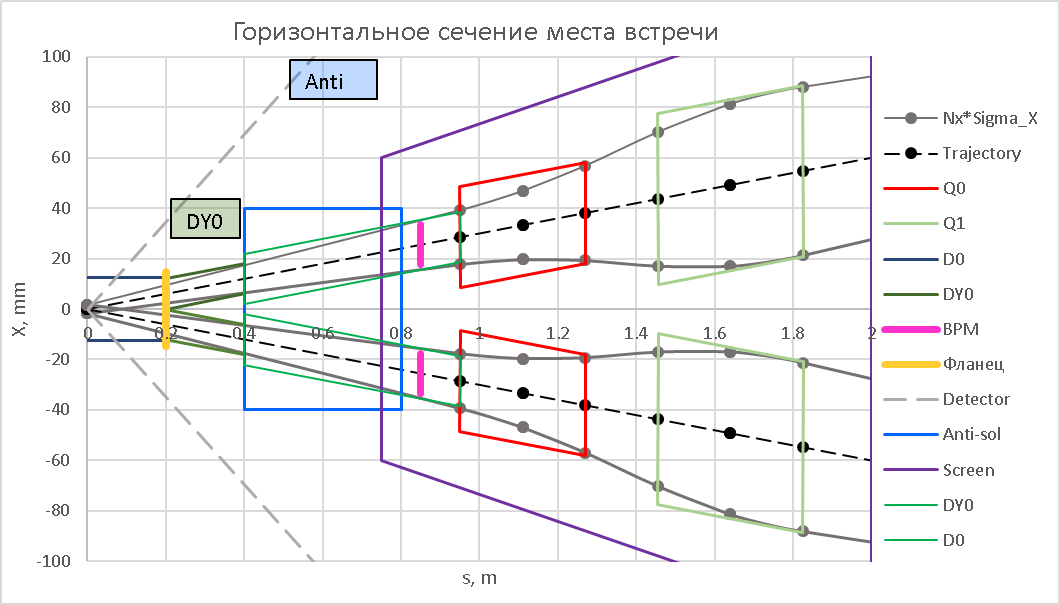 Горизонтальное сечение места встречи
Anti
DY0
X, mm
100
80
60
40
20
0
-20
-40
-60
-80
-100
0 0.2 0.4 0.6 0.8 1 1.2 1.4 1.6 1.8 2
s, m
Nx*Sigma_X
Trajectory
Q0
Q1
D0
DY0
BPM
Фланец
Detector
Anti-sol
Screen
DY0
D0